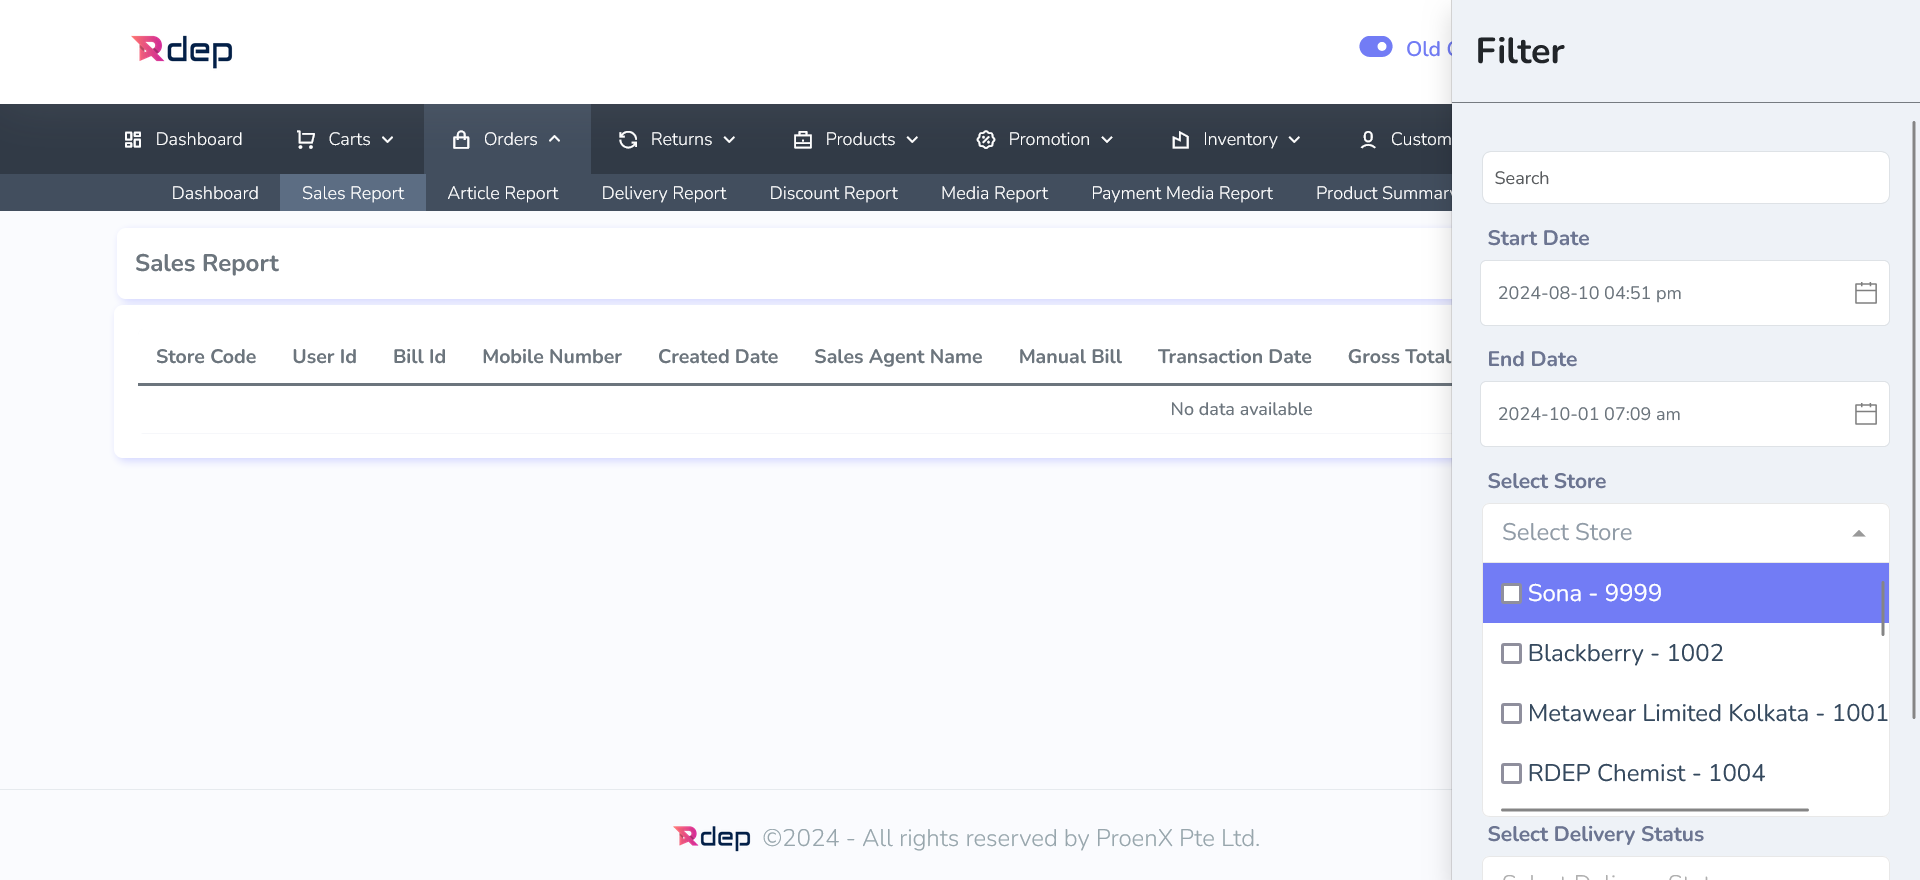 Rdep
Old
Filter
Dashboard Carts Orders Returns Products Promotion Inventory Custom
Dashboard Sales Report Article Report Delivery Report Discount Report Media Report Payment Media Report Product Summary
Search
Start Date
2024-08-10 04:51 pm
End Date
2024-10-01 07:09 am
Select Store
Select Store
Sona - 9999
Blackberry - 1002
Metawear Limited Kolkata - 1001
RDEP Chemist - 1004
Select Delivery Status
Sales Report
Store Code User Id Bill Id Mobile Number Created Date Sales Agent Name Manual Bill Transaction Date Gross Total
No data available
Rdep ©2024 - All rights reserved by ProenX Pte Ltd.